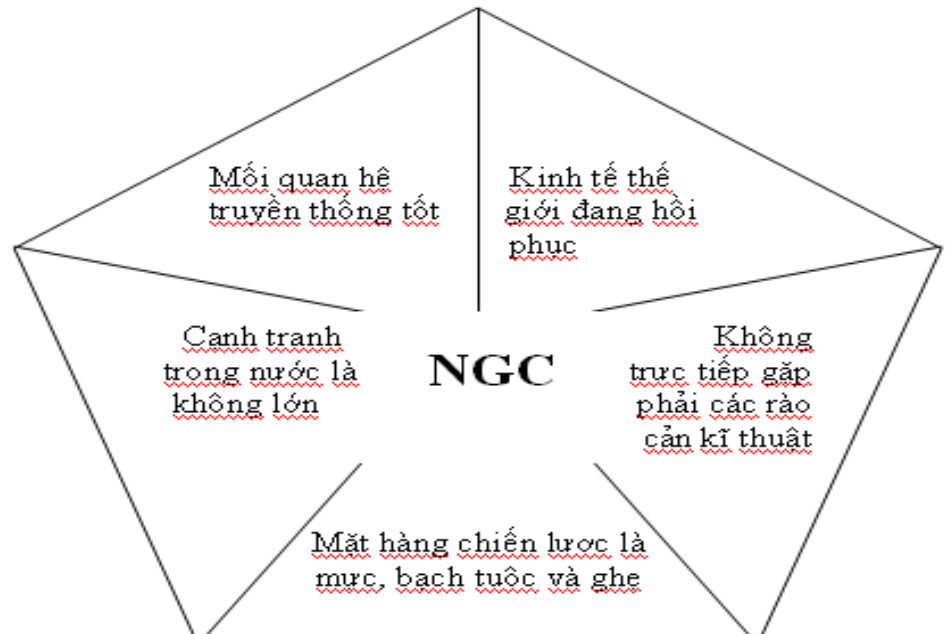 Mối quan hệ
truyền thống tốt
Kinh tế thế
giới đang hồi
phục
Cạnh tranh
trong nước là
không lớn
NGC
Không
trực tiếp gặp
phải các rào
cản kĩ thuật
Mặt hàng chiến lược là
mực, bạch tuộc và ghẹ